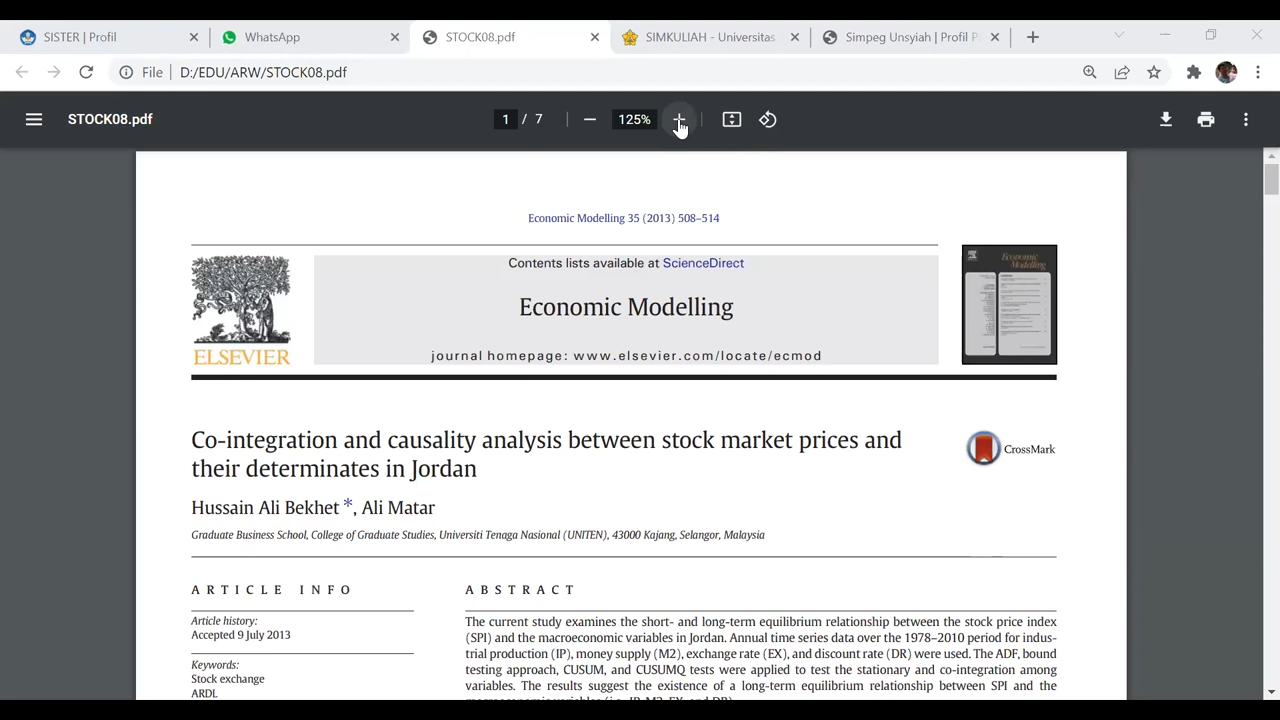 SISTER | Profil
WhatsApp
STOCK08.pdf
SIMKULIAH - Universitas
Simpeg Unsyiah | Profil P
File D:/EDU/ARW/STOCK08.pdf
STOCK08.pdf
1 / 7
125%
Economic Modelling 35 (2013) 508–514
Contents lists available at ScienceDirect
Economic Modelling
journal homepage: www.elsevier.com/locate/ecmod
ELSEVIER
Economic Modelling
Co-integration and causality analysis between stock market prices and
their determinates in Jordan
CrossMark
Hussain Ali Bekhet *, Ali Matar
Graduate Business School, College of Graduate Studies, Universiti Tenaga Nasional (UNITEN), 43000 Kajang, Selangor, Malaysia
ARTICLE INFO
Article history:
Accepted 9 July 2013
Keywords:
Stock exchange
ARDL
ABSTRACT
The current study examines the short- and long-term equilibrium relationship between the stock price index
(SPI) and the macroeconomic variables in Jordan. Annual time series data over the 1978–2010 period for indus-
trial production (IP), money supply (M2), exchange rate (EX), and discount rate (DR) were used. The ADF, bound
testing approach, CUSUM, and CUSUMQ tests were applied to test the stationary and co-integration among
variables. The results suggest the existence of a long-term equilibrium relationship between SPI and the
macroeconomic variables (i.e., IP, M2, EX, and DR).